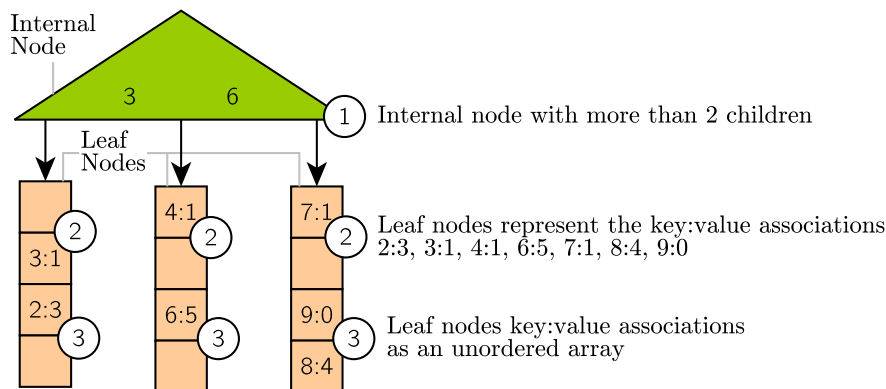 Internal
Node
3 6
1 Internal node with more than 2 children
Leaf
Nodes
4:1 7:1
2 2 2 Leaf nodes represent the key:value associations
2:3, 3:1, 4:1, 6:5, 7:1, 8:4, 9:0
3:1
2:3 6:5 9:0
3 3 3 Leaf nodes key:value associations
as an unordered array
8:4